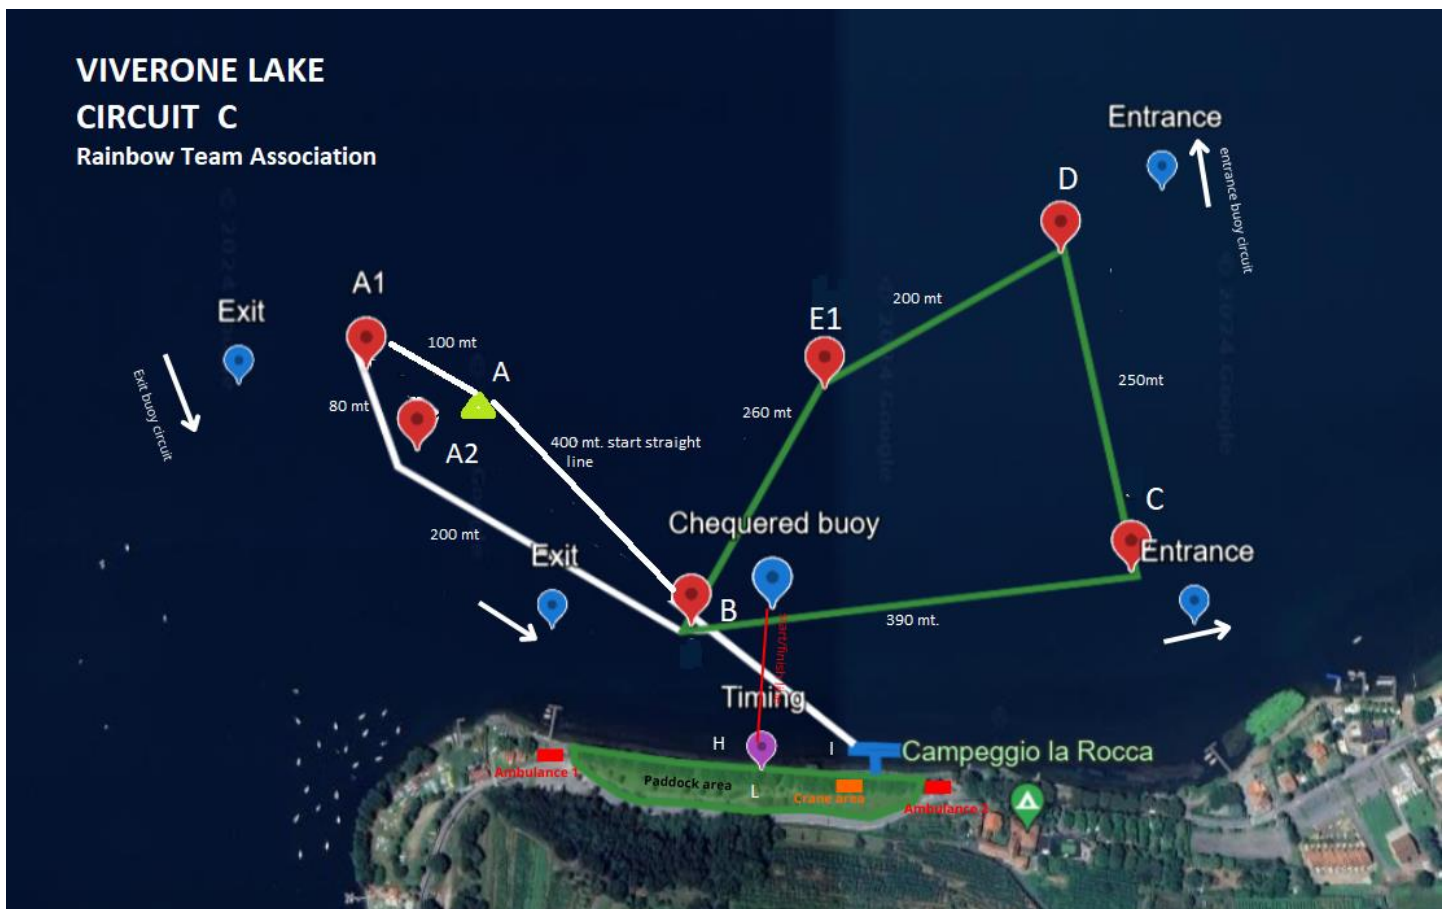 VIVERONE LAKE
CIRCUIT C
Rainbow Team Association
Entrance
entrance buoy circuit
D
A1
Exit
Exit buoy circuit
100 mt
A
80 mt
A2
E1
200 mt
260 mt
250mt
400 mt. start straight
line
200 mt
Exit
Chequered buoy
C
Entrance
B
390 mt.
start/finish
Timing
H
I
Campeggio la Rocca
Ambulance 1
Paddock area
L
Crane area
Ambulance 2
© 2024 Google